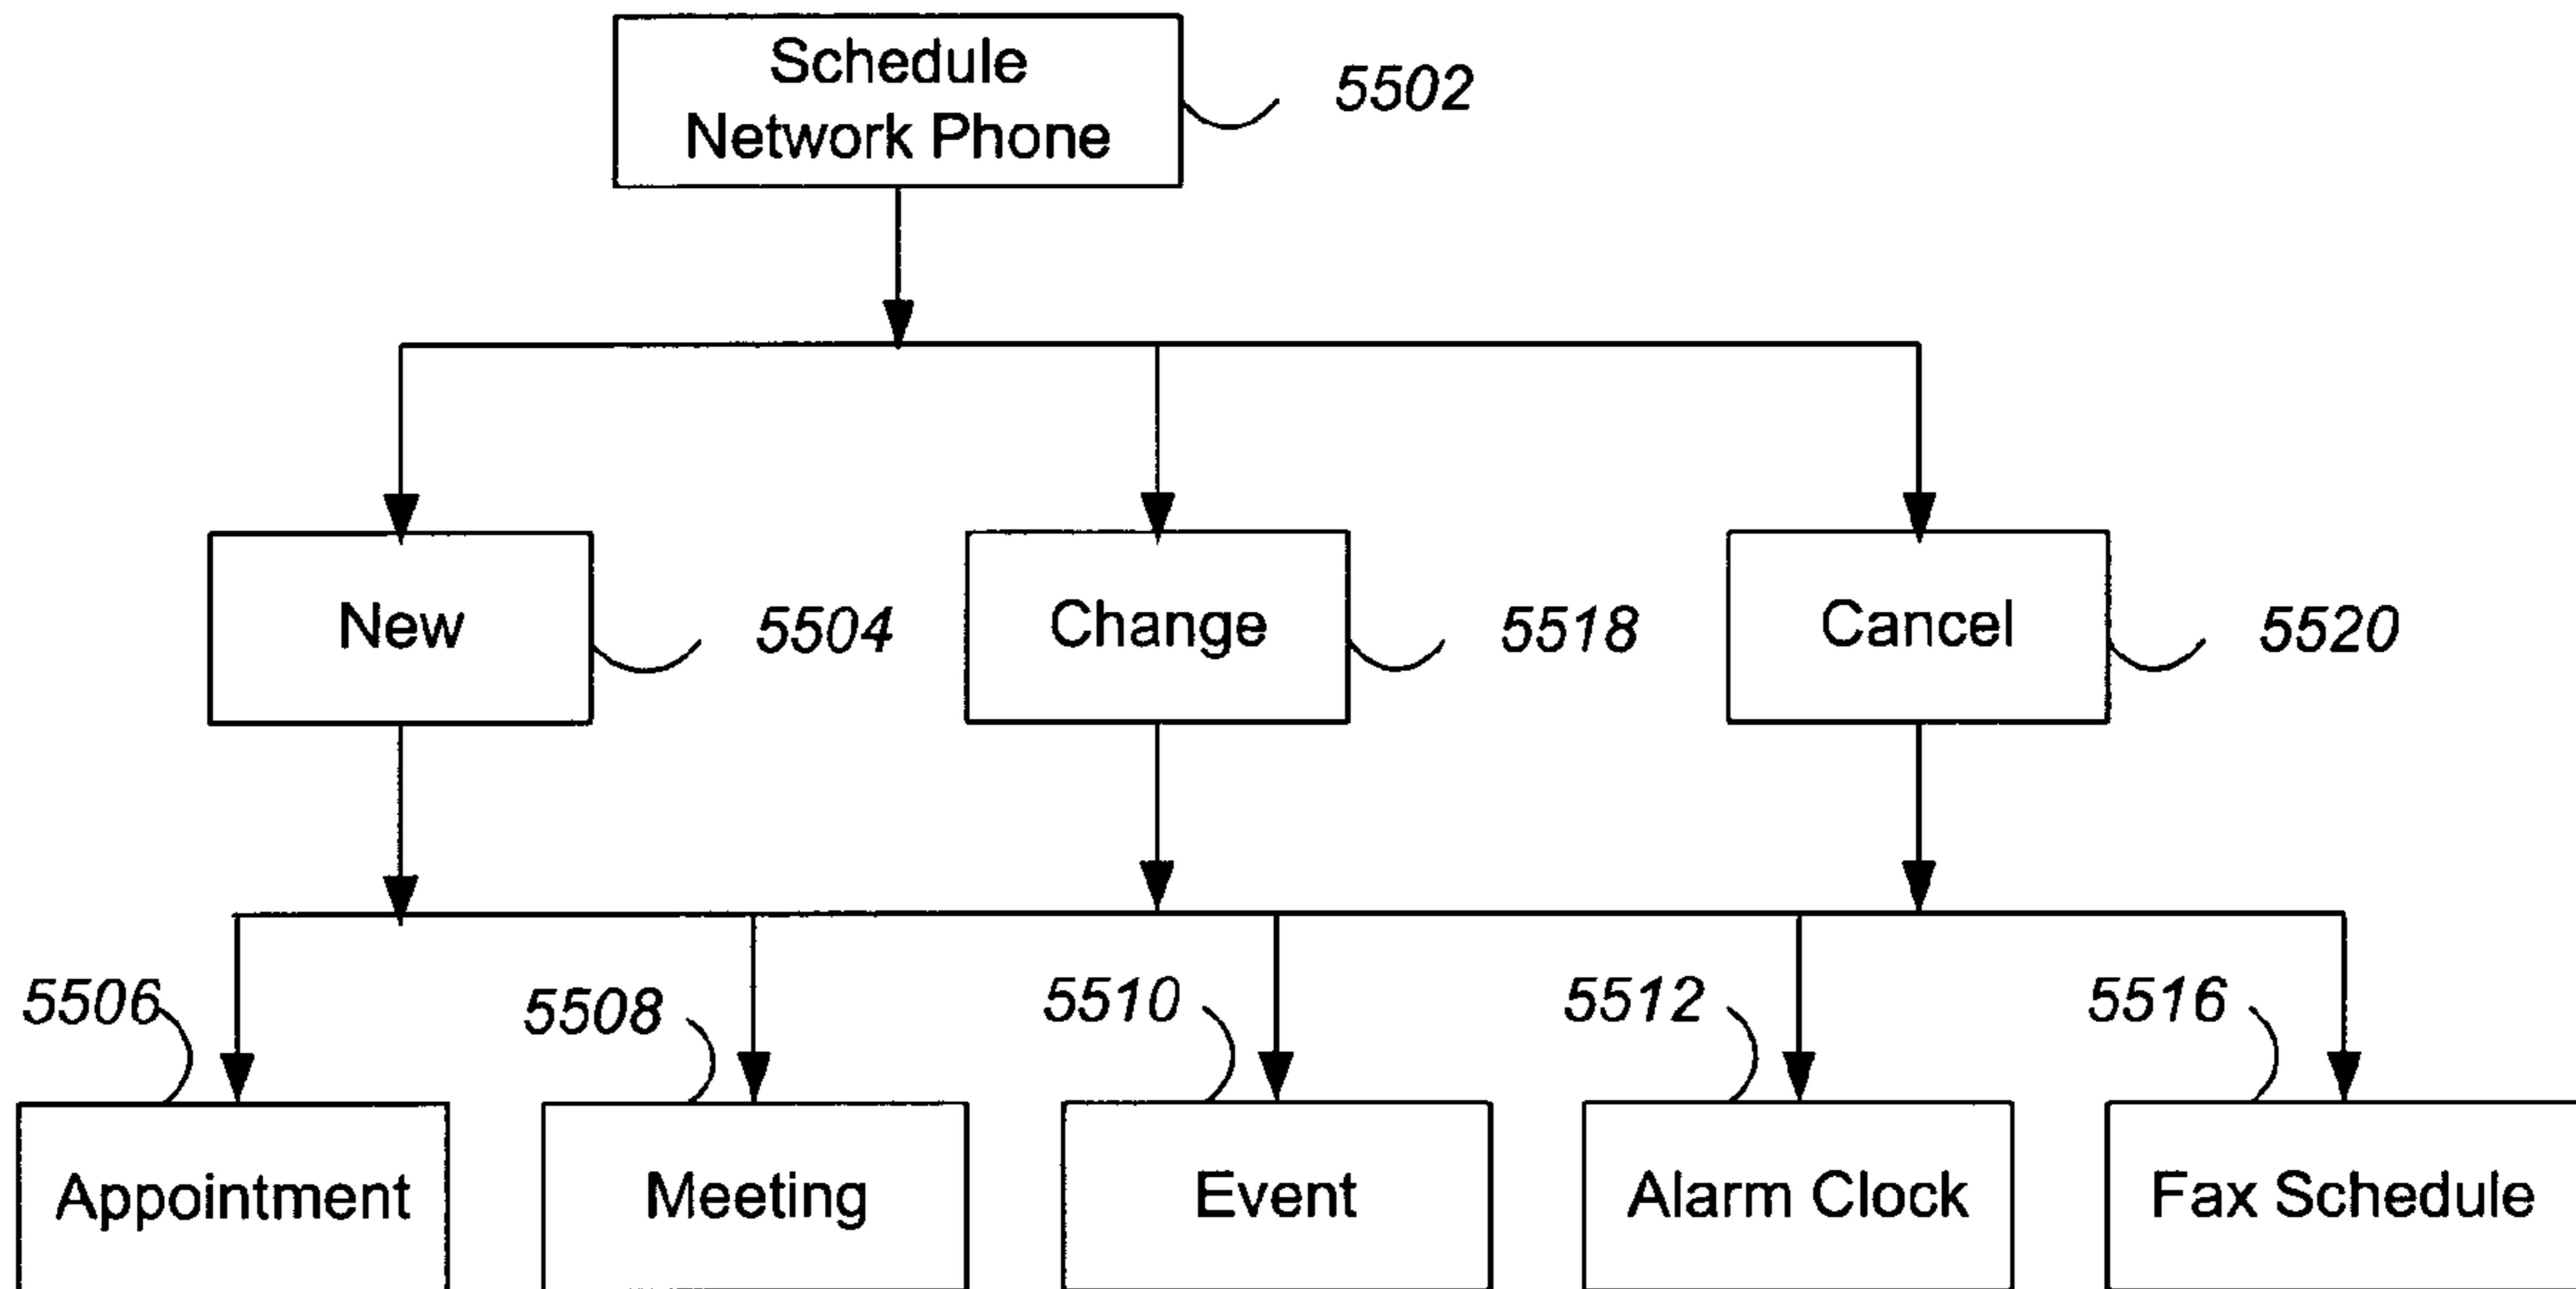 Schedule
Network Phone
5502
New
5504
Change
5518
Cancel
5520
5506
5508
5510
5512
5516
Appointment
Meeting
Event
Alarm Clock
Fax Schedule